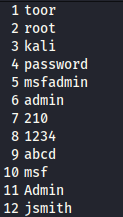 1 toor
2 root
3 kali
4 password
5 msfadmin
6 admin
7 210
8 1234
9 abcd
10 msf
11 Admin
12 jsmith